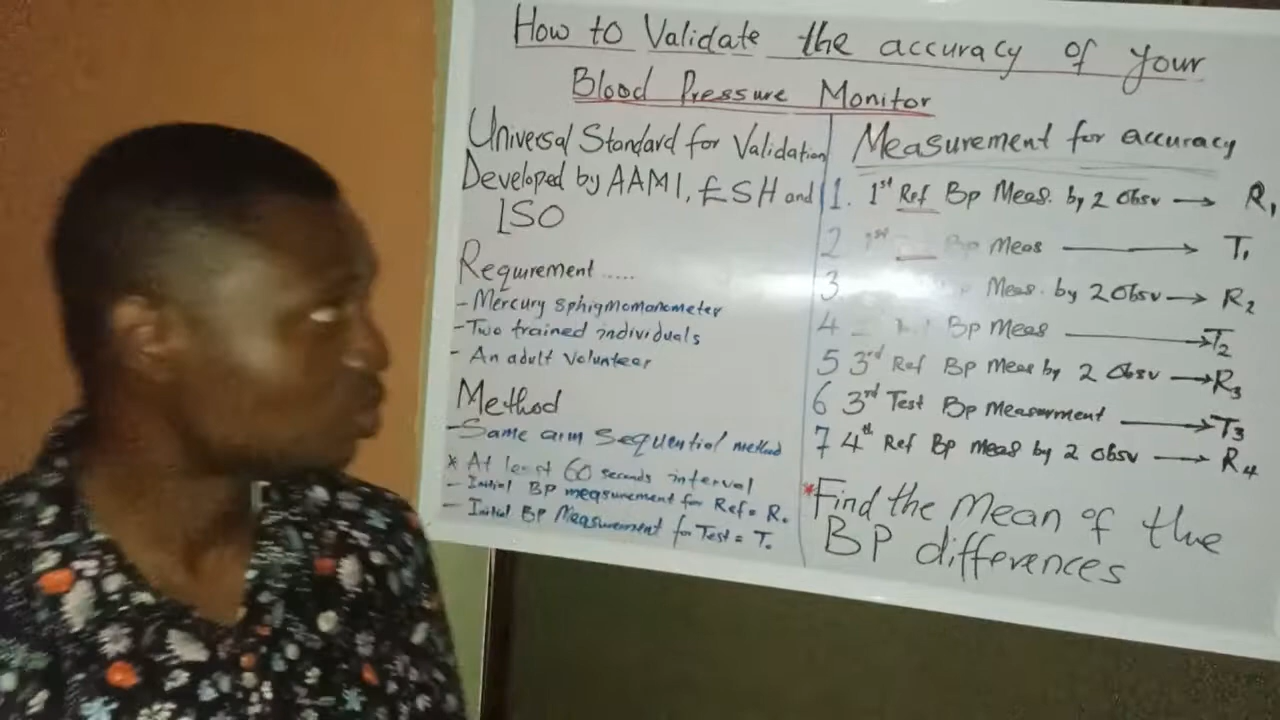 How to Validate the accuracy of your
Blood Pressure Monitor
Universal Standard for Validation
Developed by AAMI, ESH and
ISO
Requirement .....
- Mercury sphigmomanometer
- Two trained individuals
- An adult volunteer
Method
- Same arm sequential method
* At least 60 seconds interval
- Initial BP measurement for Ref = R₀
- Initial BP Measurement for Test = T₀
Measurement for accuracy
1. 1st Ref Bp Meas. by 2 Obsv → R₁
2 1st Bp Meas → T₁
3. Meas. by 2 Obsv → R₂
4 Bp Meas → T₂
5 3rd Ref Bp Meas by 2 Obsv → R₃
6 3rd Test Bp Measurment → T₃
7 4th Ref Bp meas by 2 obsv → R₄
*Find the Mean of the
BP differences